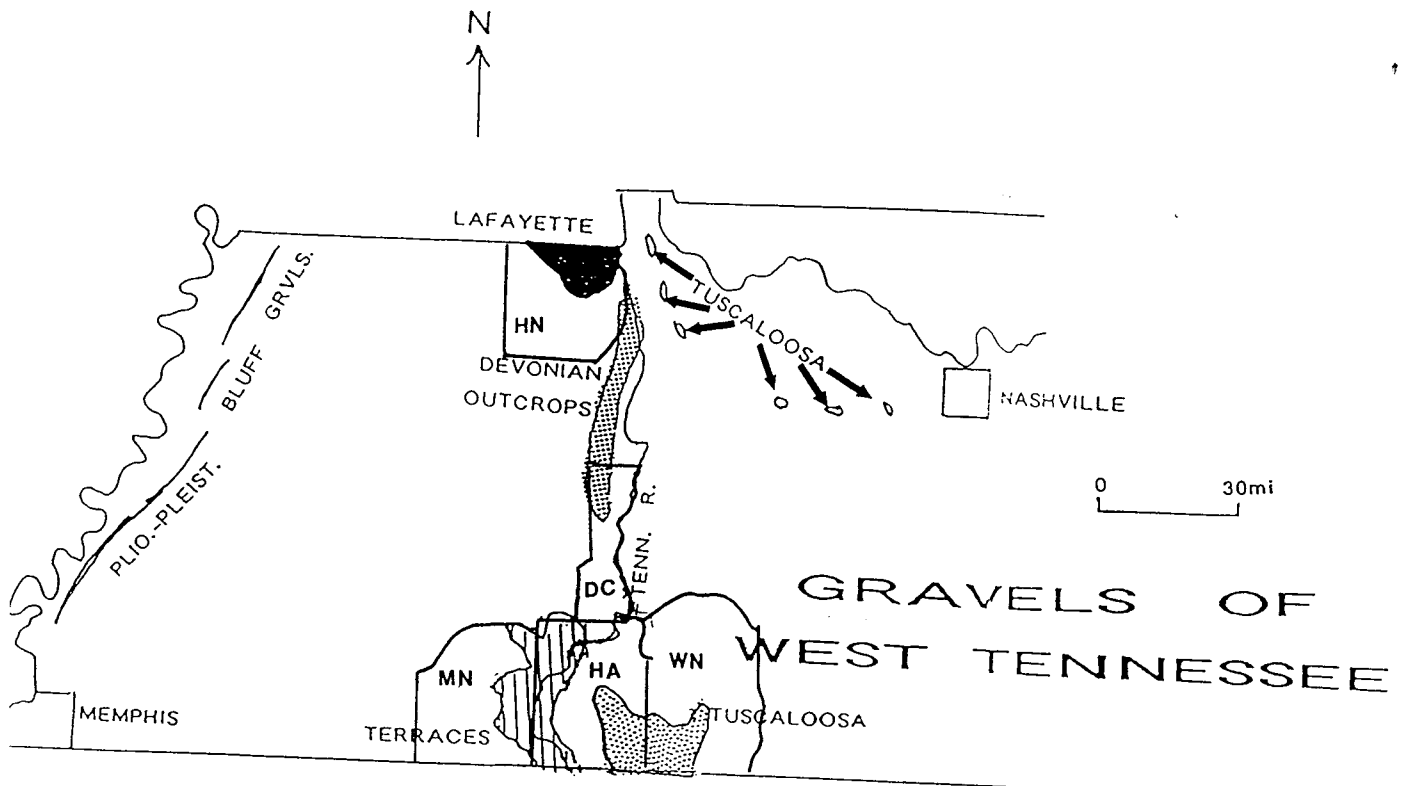 N
LAFAYETTE
PLIO.-PLEIST. BLUFF GRVLS.
HN
TUSCALOOSA
DEVONIAN
OUTCROPS
NASHVILLE
0 30mi
TENN. R.
DC
GRAVELS OF
WEST TENNESSEE
MN
HA
WN
MEMPHIS
TERRACES
TUSCALOOSA